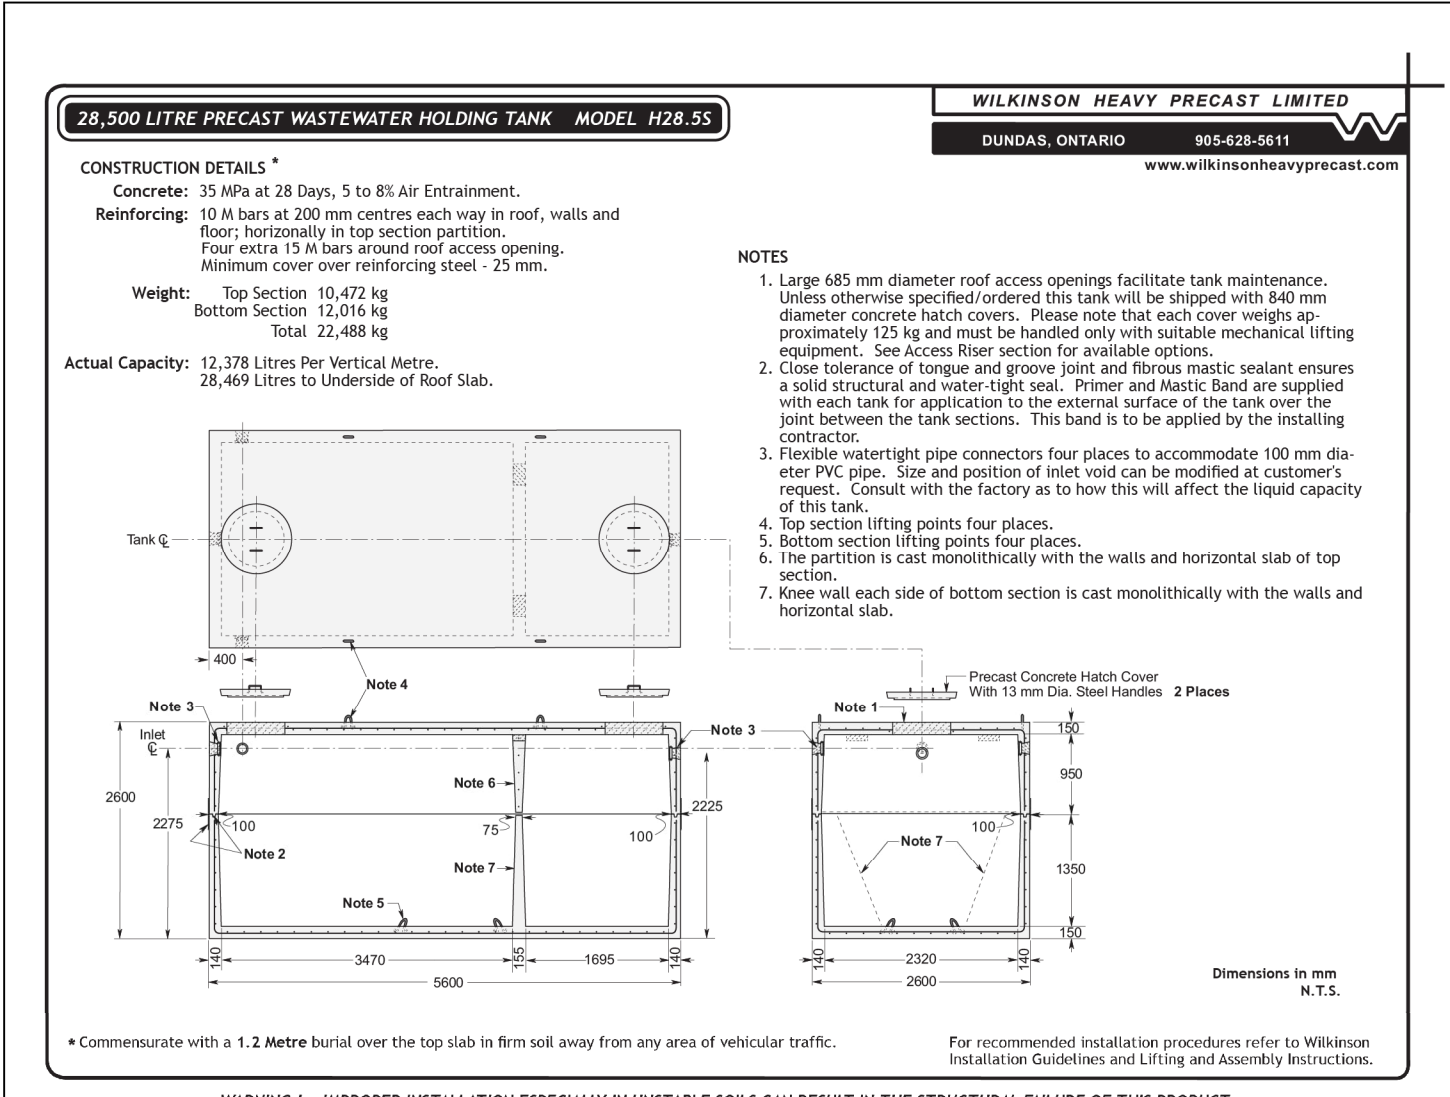 28,500 LITRE PRECAST WASTEWATER HOLDING TANK MODEL H28.5S
WILKINSON HEAVY PRECAST LIMITED
DUNDAS, ONTARIO 905-628-5611
www.wilkinsonheavyprecast.com
CONSTRUCTION DETAILS *
Concrete: 35 MPa at 28 Days, 5 to 8% Air Entrainment.
Reinforcing: 10 M bars at 200 mm centres each way in roof, walls and
floor; horizonally in top section partition.
Four extra 15 M bars around roof access opening.
Minimum cover over reinforcing steel - 25 mm.
Weight: Top Section 10,472 kg
Bottom Section 12,016 kg
Total 22,488 kg
Actual Capacity: 12,378 Litres Per Vertical Metre.
28,469 Litres to Underside of Roof Slab.
NOTES
1. Large 685 mm diameter roof access openings facilitate tank maintenance.
Unless otherwise specified/ordered this tank will be shipped with 840 mm
diameter concrete hatch covers. Please note that each cover weighs ap-
proximately 125 kg and must be handled only with suitable mechanical lifting
equipment. See Access Riser section for available options.
2. Close tolerance of tongue and groove joint and fibrous mastic sealant ensures
a solid structural and water-tight seal. Primer and Mastic Band are supplied
with each tank for application to the external surface of the tank over the
joint between the tank sections. This band is to be applied by the installing
contractor.
3. Flexible watertight pipe connectors four places to accommodate 100 mm dia-
eter PVC pipe. Size and position of inlet void can be modified at customer's
request. Consult with the factory as to how this will affect the liquid capacity
of this tank.
4. Top section lifting points four places.
5. Bottom section lifting points four places.
6. The partition is cast monolithically with the walls and horizontal slab of top
section.
7. Knee wall each side of bottom section is cast monolithically with the walls and
horizontal slab.
Tank ℄
400
Note 4
Precast Concrete Hatch Cover
With 13 mm Dia. Steel Handles 2 Places
Note 3
Note 1
Inlet
℄
Note 3
150
Note 6
950
2600
2275
2225
100
75
100
100
Note 2
Note 7
Note 7
1350
Note 5
150
140
3470
155
1695
140
5600
140
2320
140
2600
Dimensions in mm
N.T.S.
* Commensurate with a 1.2 Metre burial over the top slab in firm soil away from any area of vehicular traffic.
For recommended installation procedures refer to Wilkinson
Installation Guidelines and Lifting and Assembly Instructions.
WARNING ! IMPROPER INSTALLATION ESPECIALLY IN UNSTABLE SOILS CAN RESULT IN THE STRUCTURAL FAILURE OF THIS PRODUCT